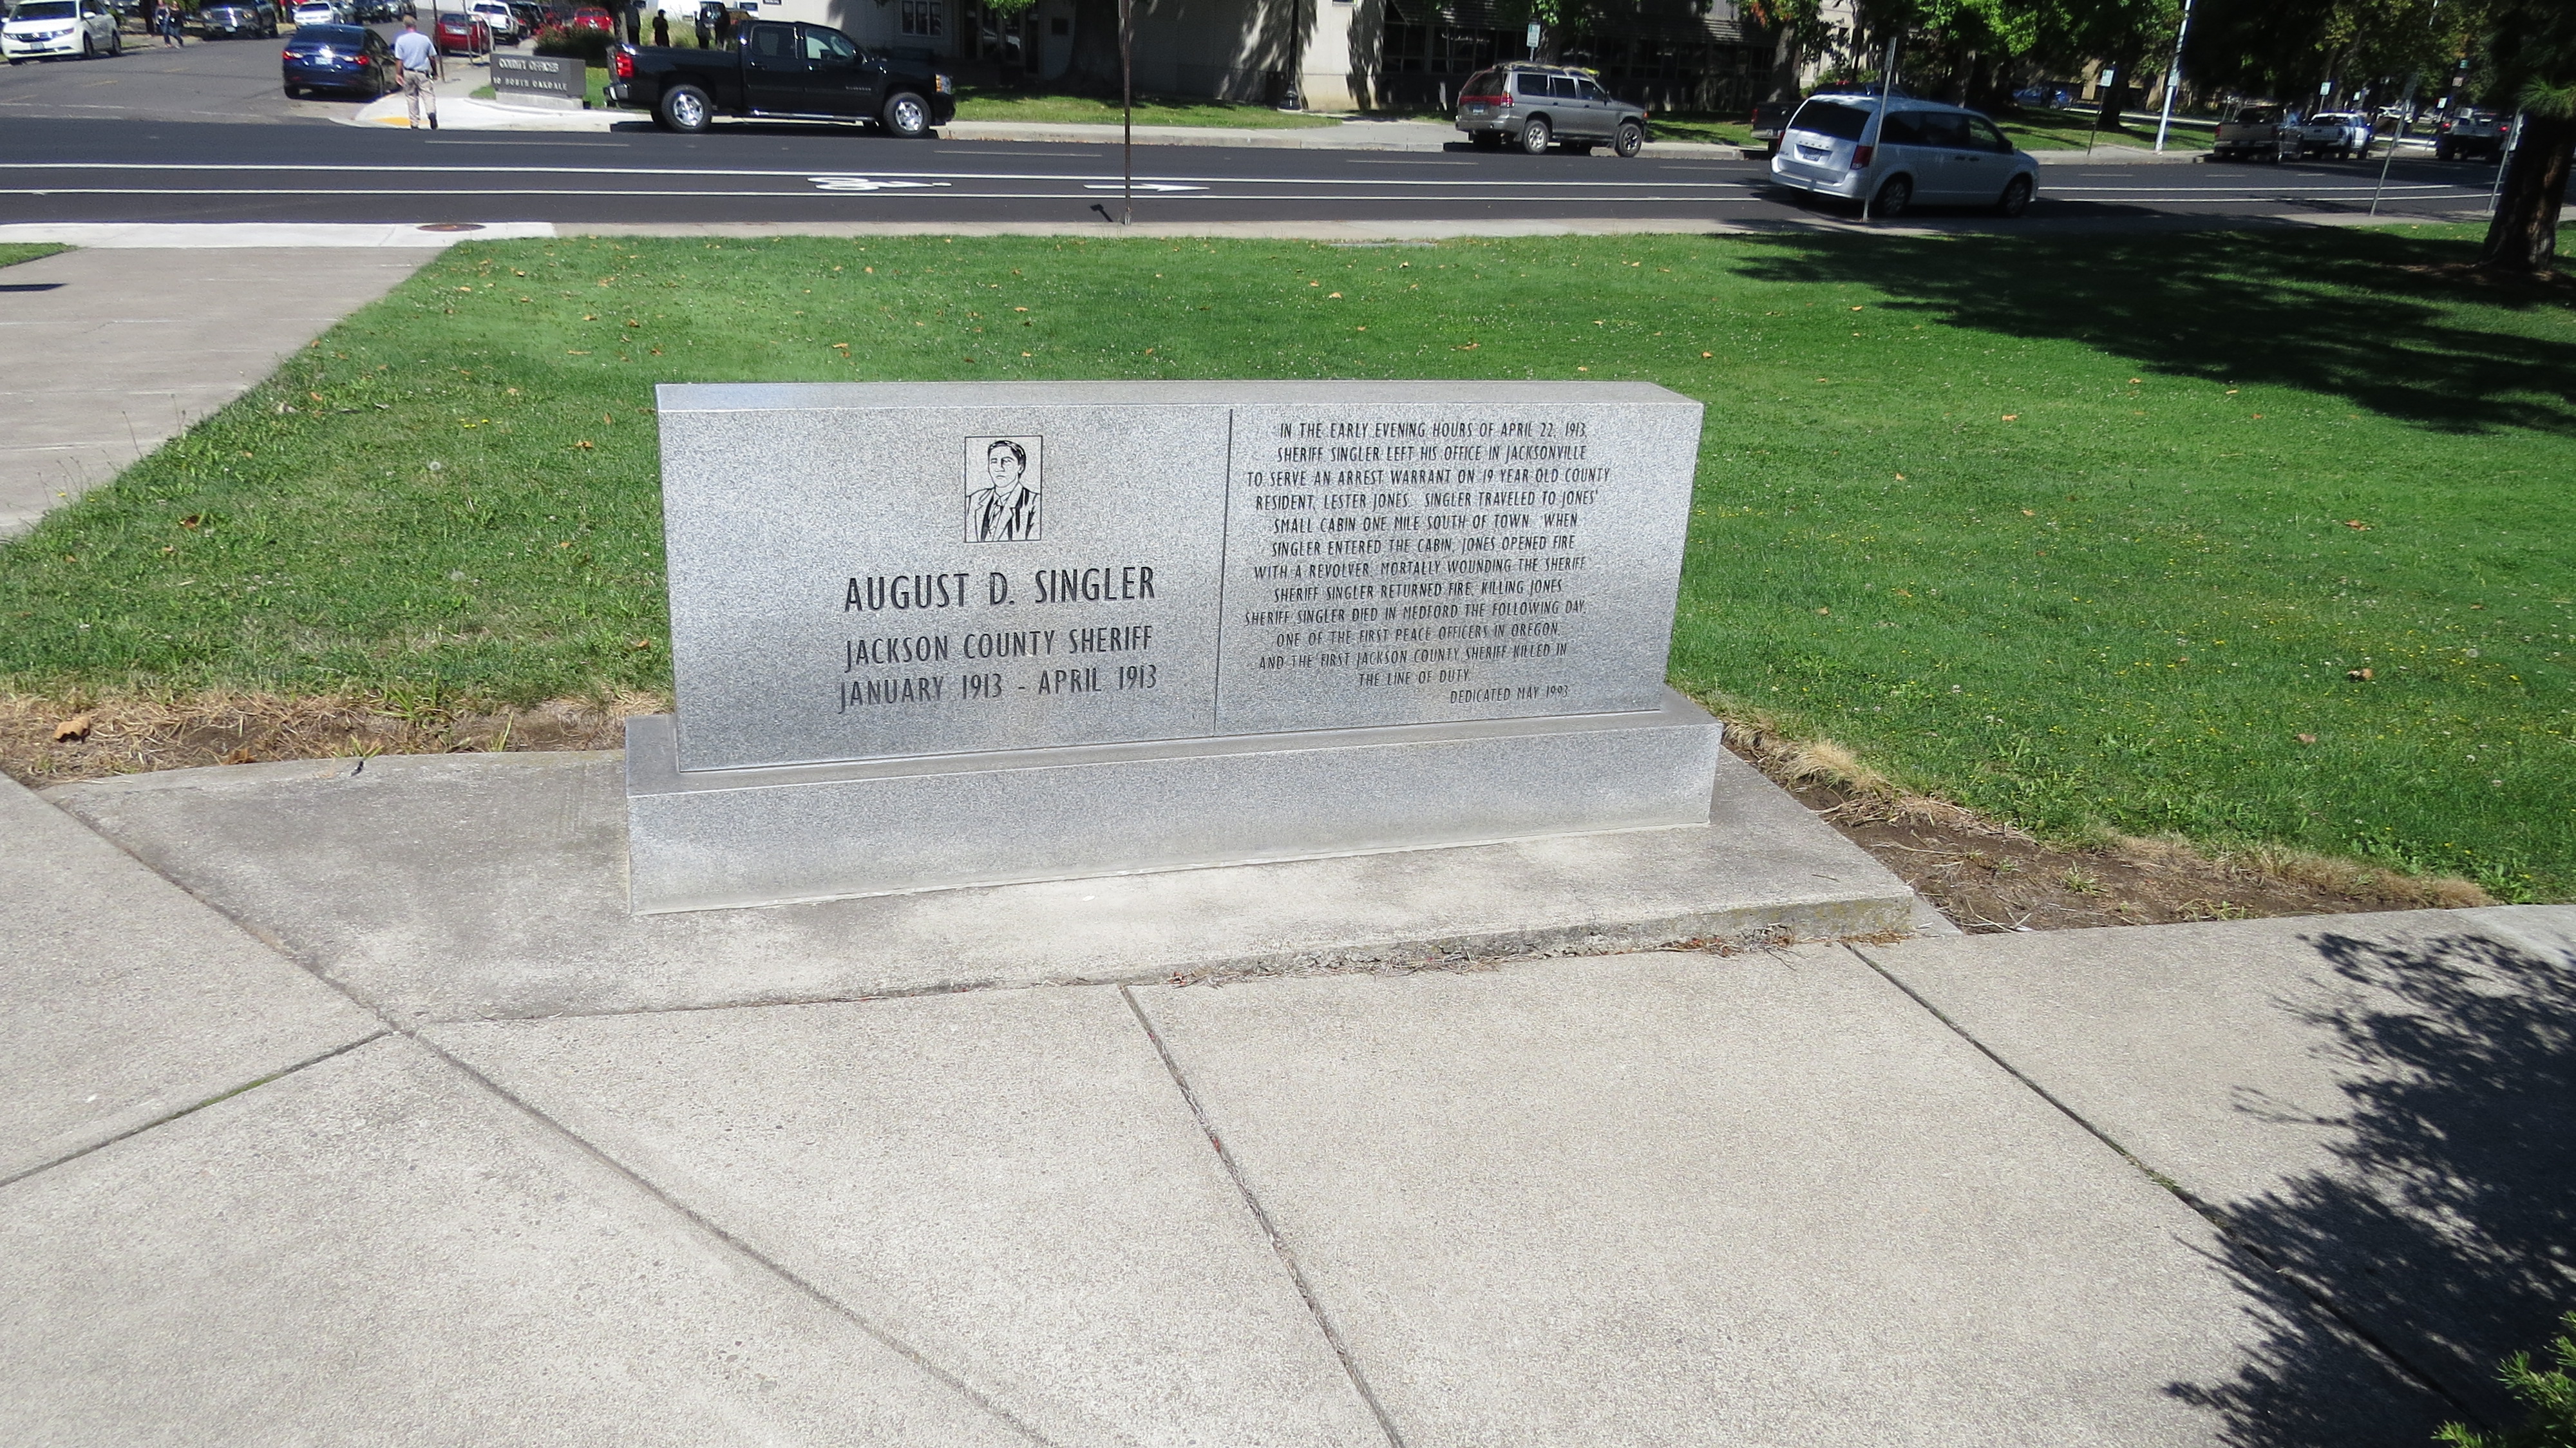 COUNTY OFFICES
10 SOUTH OAKDALE
AUGUST D. SINGLER
JACKSON COUNTY SHERIFF
JANUARY 1913 - APRIL 1913
IN THE EARLY EVENING HOURS OF APRIL 22, 1913,
SHERIFF SINGLER LEFT HIS OFFICE IN JACKSONVILLE
TO SERVE AN ARREST WARRANT ON 19 YEAR OLD COUNTY
RESIDENT, LESTER JONES. SINGLER TRAVELED TO JONES'
SMALL CABIN ONE MILE SOUTH OF TOWN. WHEN
SINGLER ENTERED THE CABIN, JONES OPENED FIRE
WITH A REVOLVER, MORTALLY WOUNDING THE SHERIFF.
SHERIFF SINGLER RETURNED FIRE, KILLING JONES.
SHERIFF SINGLER DIED IN MEDFORD THE FOLLOWING DAY,
ONE OF THE FIRST PEACE OFFICERS IN OREGON,
AND THE FIRST JACKSON COUNTY SHERIFF KILLED IN
THE LINE OF DUTY.
DEDICATED MAY 1993